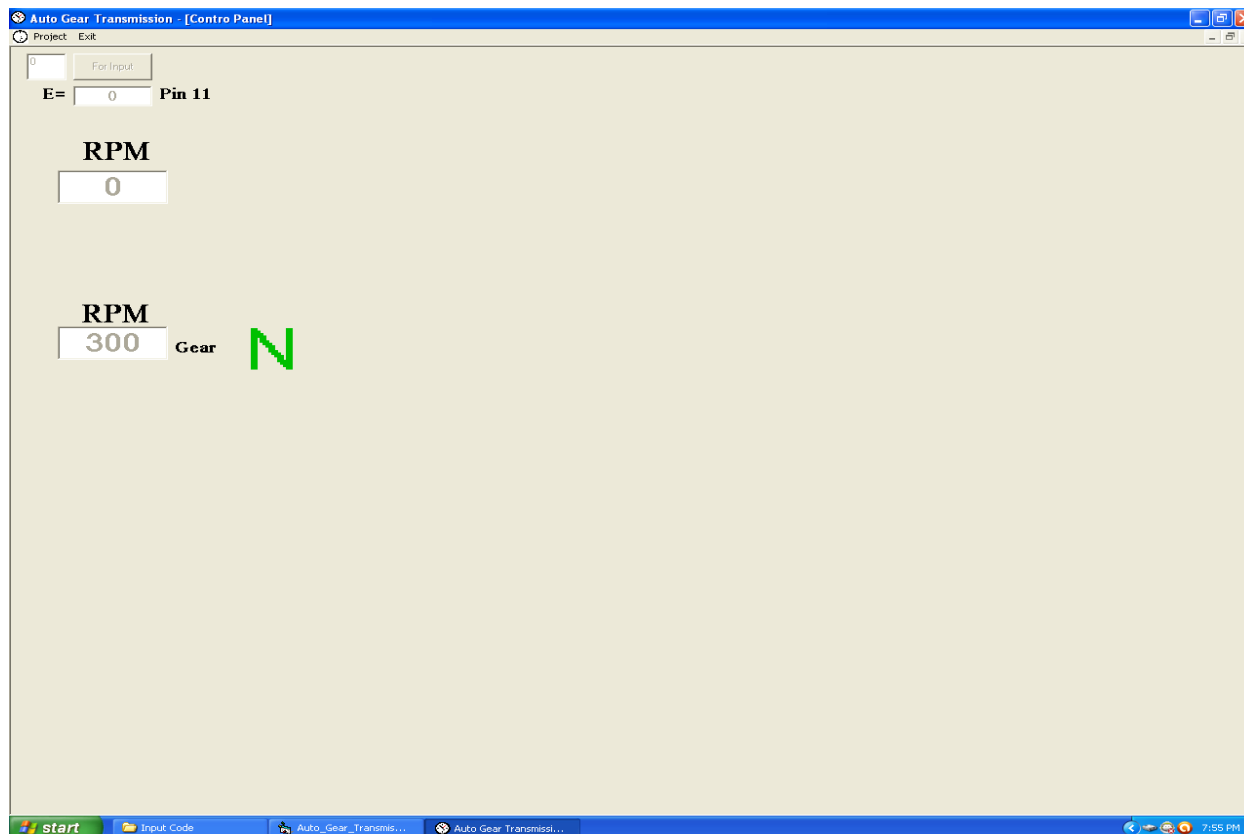 Auto Gear Transmission - [Contro Panel]
Project Exit
0 For Input
E= 0 Pin 11
RPM
0
RPM
300 Gear N
start Input Code Auto_Gear_Transmis... Auto Gear Transmissi... 7:55 PM